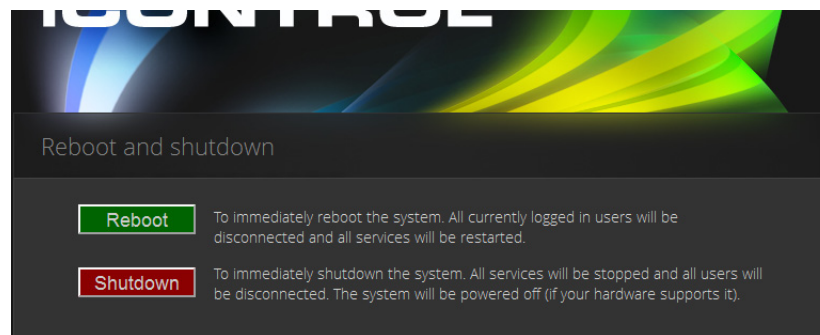 ICONTROL
Reboot and shutdown
Reboot
To immediately reboot the system. All currently logged in users will be
disconnected and all services will be restarted.
Shutdown
To immediately shutdown the system. All services will be stopped and all users will
be disconnected. The system will be powered off (if your hardware supports it).